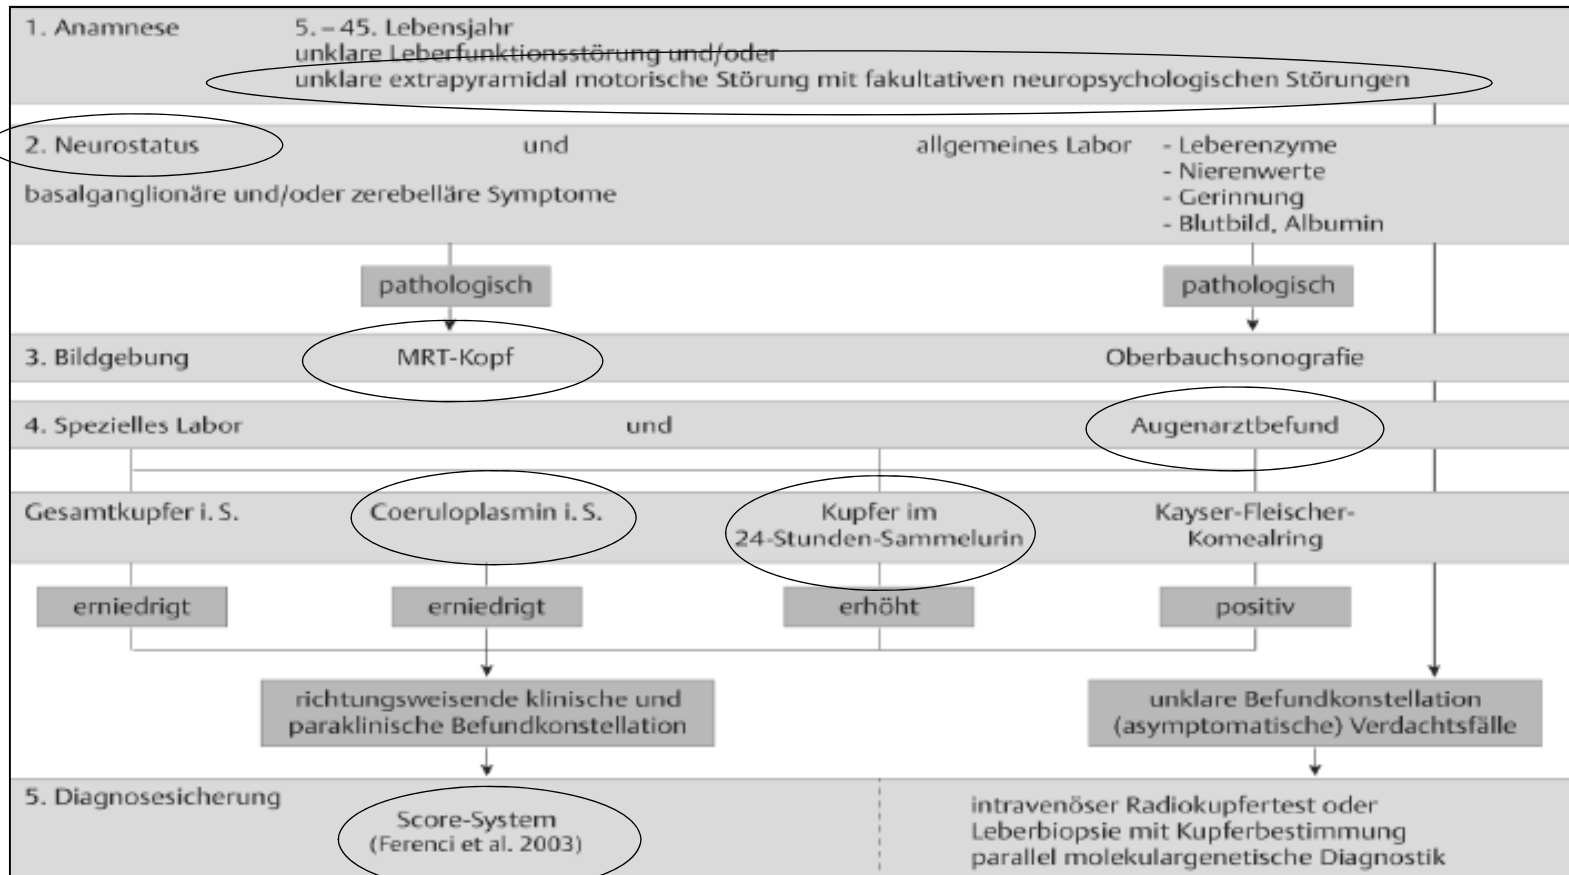 1. Anamnese 5. – 45. Lebensjahr
unklare Leberfunktionsstörung und/oder
unklare extrapyramidal motorische Störung mit fakultativen neuropsychologischen Störungen
2. Neurostatus und allgemeines Labor - Leberenzyme
- Nierenwerte
basalganglionäre und/oder zerebelläre Symptome
- Gerinnung
- Blutbild, Albumin
pathologisch pathologisch
3. Bildgebung MRT-Kopf Oberbauchsonografie
4. Spezielles Labor und Augenarztbefund
Gesamtkupfer i. S. Coeruloplasmin i. S. Kupfer im Kayser-Fleischer-
24-Stunden-Sammelurin Komealring
erniedrigt erniedrigt erhöht positiv
richtungsweisende klinische und unklare Befundkonstellation
paraklinische Befundkonstellation (asymptomatische) Verdachtsfälle
5. Diagnosesicherung
Score-System
(Ferenci et al. 2003)
intravenöser Radiokupfertest oder
Leberbiopsie mit Kupferbestimmung
parallel molekulargenetische Diagnostik